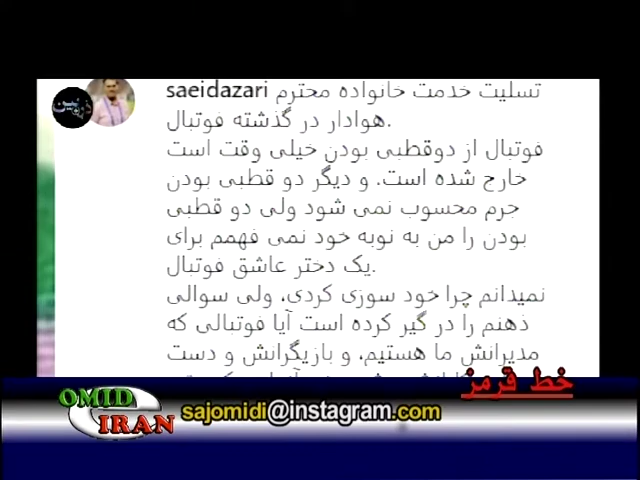 saeidazari تسلیت خدمت خانواده محترم
هوادار در گذشته فوتبال.
فوتبال از دوقطبی بودن خیلی وقت است
خارج شده است. و دیگر دو قطبی بودن
جرم محسوب نمی شود ولی دو قطبی
بودن را من به نوبه خود نمی فهمم برای
یک دختر عاشق فوتبال.
نمیدانم چرا خود سوزی کردی، ولی سوالی
ذهنم را در گیر کرده است آیا فوتبالی که
مدیرانش ما هستیم، و بازیگرانش و دست
خط قرمز
OMID
IRAN
sajomidi@instagram.com